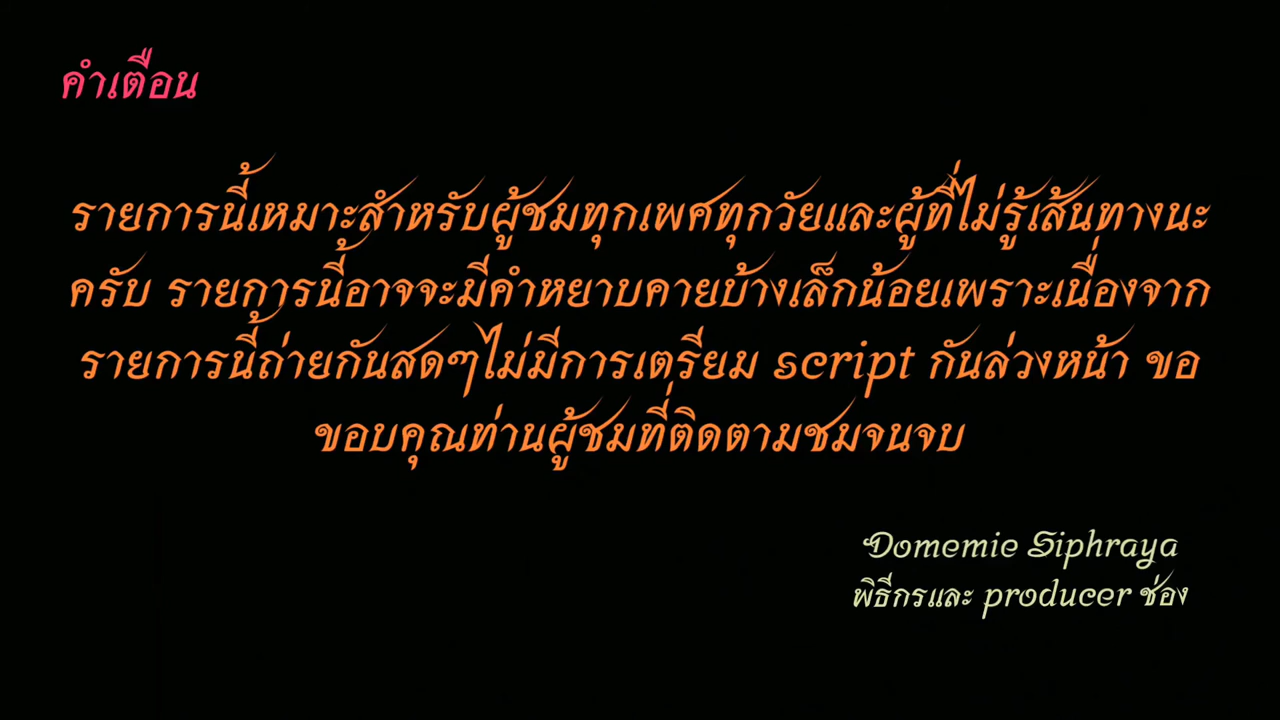 คำเตือน
รายการนี้เหมาะสำหรับผู้ชมทุกเพศทุกวัยและผู้ที่ไม่รู้เส้นทางนะ
ครับ รายการนี้อาจจะมีคำหยาบคายบ้างเล็กน้อยเพราะเนื่องจาก
รายการนี้ถ่ายกันสดๆไม่มีการเตรียม script กันล่วงหน้า ขอ
ขอบคุณท่านผู้ชมที่ติดตามชมจนจบ
Domemie Siphraya
พิธีกรและ producer ช่อง